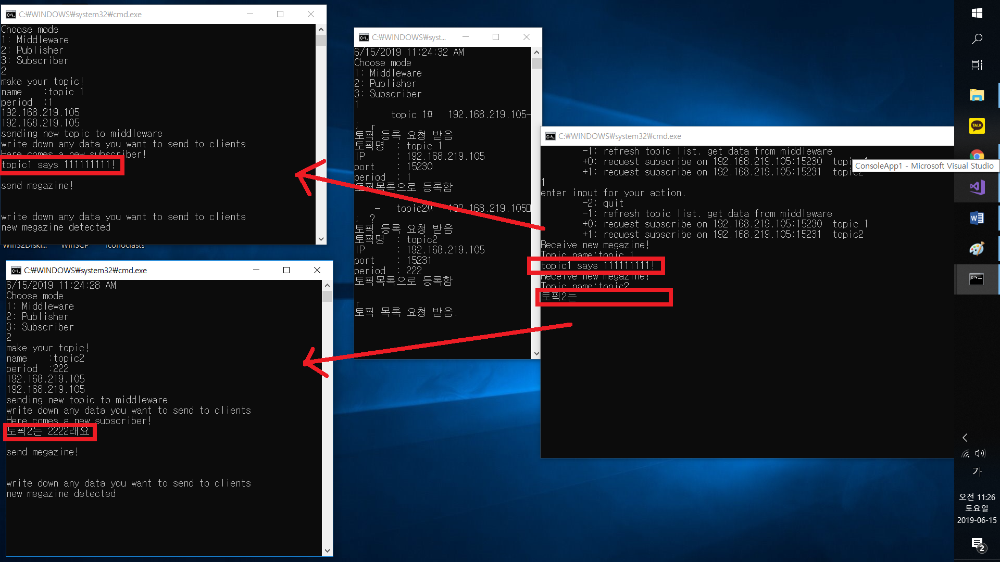 C:₩WINDOWS₩system32₩cmd.exe
Choose mode
1: Middleware
2: Publisher
3: Subscriber
2
make your topic!
name    :topic 1
period  :1
192.168.219.105
192.168.219.105
sending new topic to middleware
write down any data you want to send to clients
Here comes a new subscriber!
topic1 says 111111111!
send megazine!
write down any data you want to send to clients
new megazine detected
Win32Diski... WinSCP Iconoclasts
C:₩WINDOWS₩system32₩cmd.exe
6/15/2019 11:24:28 AM
Choose mode
1: Middleware
2: Publisher
3: Subscriber
2
make your topic!
name    :topic2
period  :222
192.168.219.105
192.168.219.105
sending new topic to middleware
write down any data you want to send to clients
Here comes a new subscriber!
토픽2는 2222래요
send megazine!
write down any data you want to send to clients
new megazine detected
C:₩WINDOWS₩syst...
6/15/2019 11:24:32 AM
Choose mode
1: Middleware
2: Publisher
3: Subscriber
1
topic 1¤   192.168.219.105~
;  ┌
토픽 등록 요청 받음
토픽명  : topic 1
IP      : 192.168.219.105
port    : 15230
period  : 1
토픽목록으로 등록함
–   topic2¤   192.168.219.105
;  ?
토픽 등록 요청 받음
토픽명  : topic2
IP      : 192.168.219.105
port    : 15231
period  : 222
토픽목록으로 등록함
┌
토픽 목록 요청 받음.
C:₩WINDOWS₩system32₩cmd.exe
-1: refresh topic list. get data from middleware
+0: request subscribe on 192.168.219.105:15230  topic 1
+1: request subscribe on 192.168.219.105:15231  topic2
1
enter input for your action.
-2: quit
-1: refresh topic list. get data from middleware
+0: request subscribe on 192.168.219.105:15230  topic 1
+1: request subscribe on 192.168.219.105:15231  topic2
Receive new megazine!
Topic name:topic 1
topic1 says 111111111!
Receive new megazine!
Topic name:topic2
토픽2는
ConsoleApp1 - Microsoft Visual Studio
TALK
가
오전 11:26
토요일
2019-06-15
2